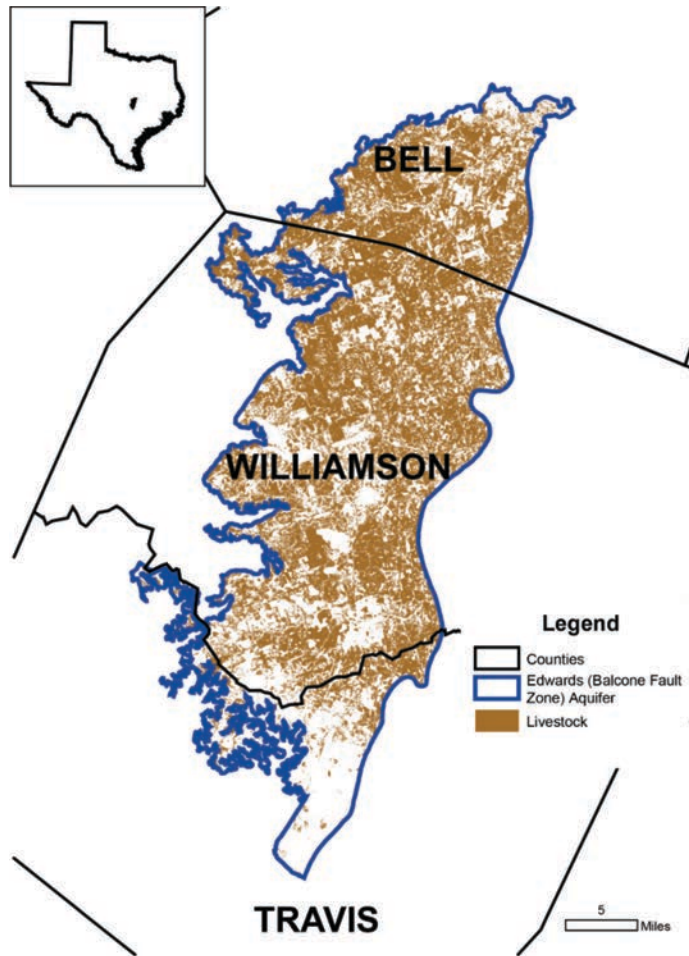 BELL
WILLIAMSON
Legend
Counties
Edwards (Balcone Fault
Zone) Aquifer
Livestock
5
Miles
TRAVIS